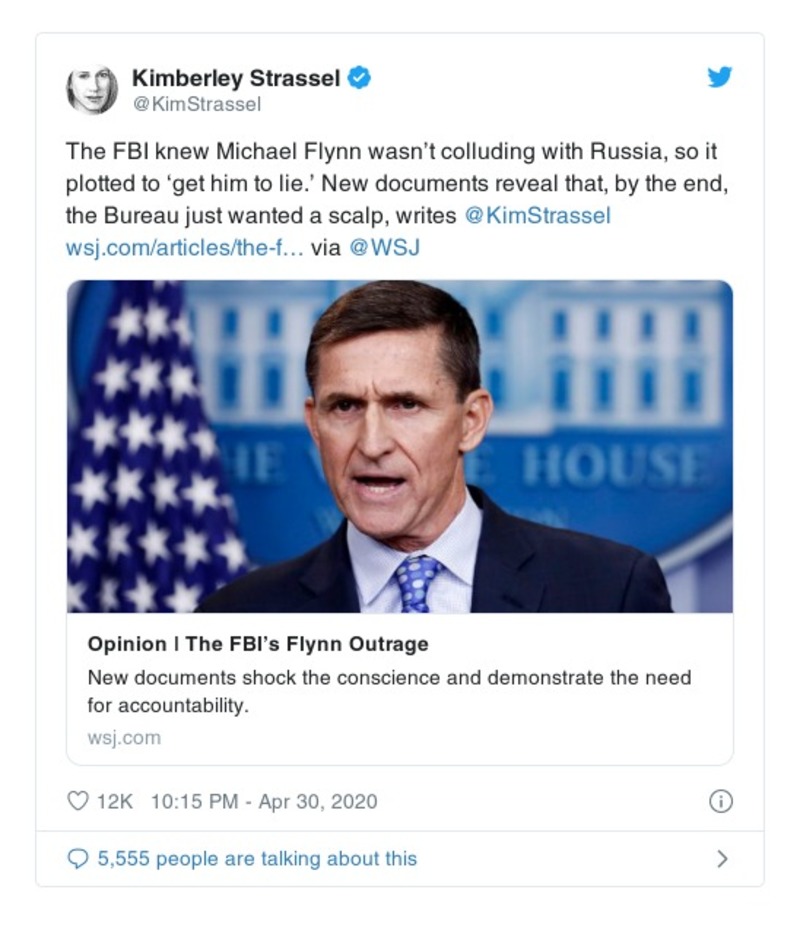 Kimberley Strassel
@KimStrassel
The FBI knew Michael Flynn wasn’t colluding with Russia, so it
plotted to ‘get him to lie.’ New documents reveal that, by the end,
the Bureau just wanted a scalp, writes @KimStrassel
wsj.com/articles/the-f… via @WSJ
THE HOUSE
Opinion | The FBI’s Flynn Outrage
New documents shock the conscience and demonstrate the need
for accountability.
wsj.com
12K 10:15 PM - Apr 30, 2020
5,555 people are talking about this